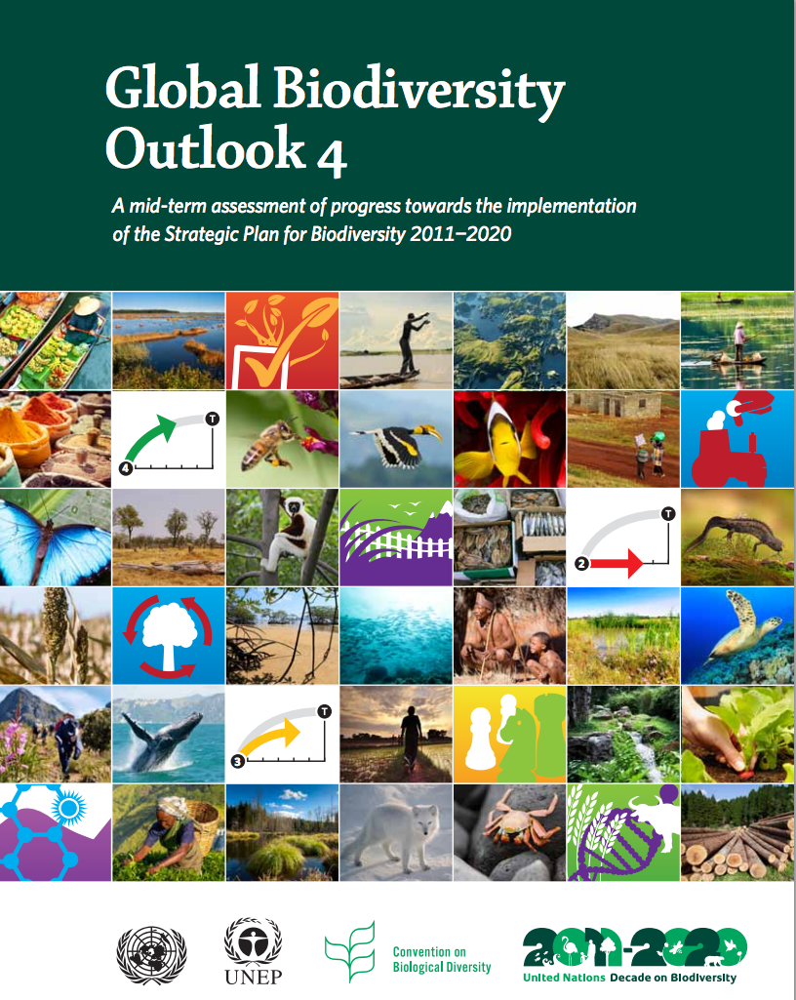 Global Biodiversity
Outlook 4
A mid-term assessment of progress towards the implementation
of the Strategic Plan for Biodiversity 2011–2020
T
4
T
2
T
3
UNEP
Convention on
Biological Diversity
2011-2020
United Nations Decade on Biodiversity